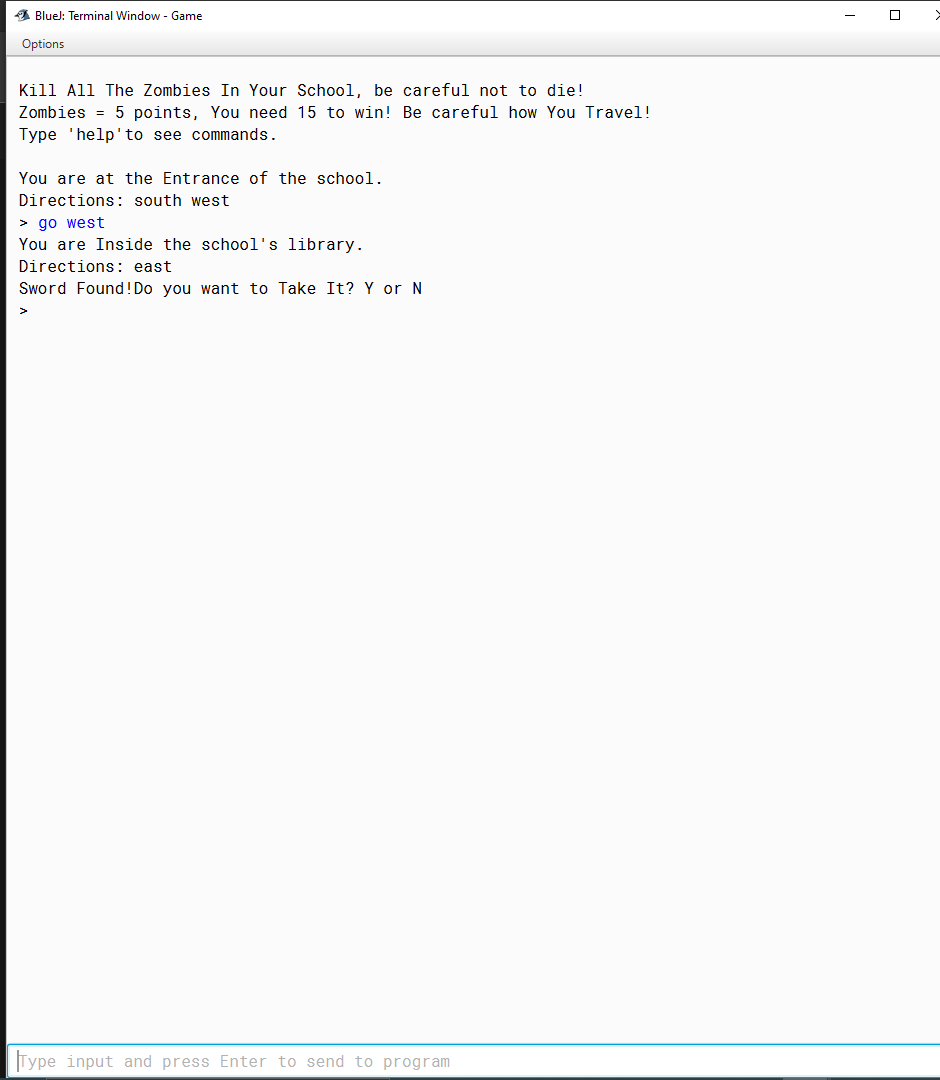 BlueJ: Terminal Window - Game
Options
Kill All The Zombies In Your School, be careful not to die!
Zombies = 5 points, You need 15 to win! Be careful how You Travel!
Type 'help'to see commands.
You are at the Entrance of the school.
Directions: south west
> go west
You are Inside the school's library.
Directions: east
Sword Found!Do you want to Take It? Y or N
>
Type input and press Enter to send to program